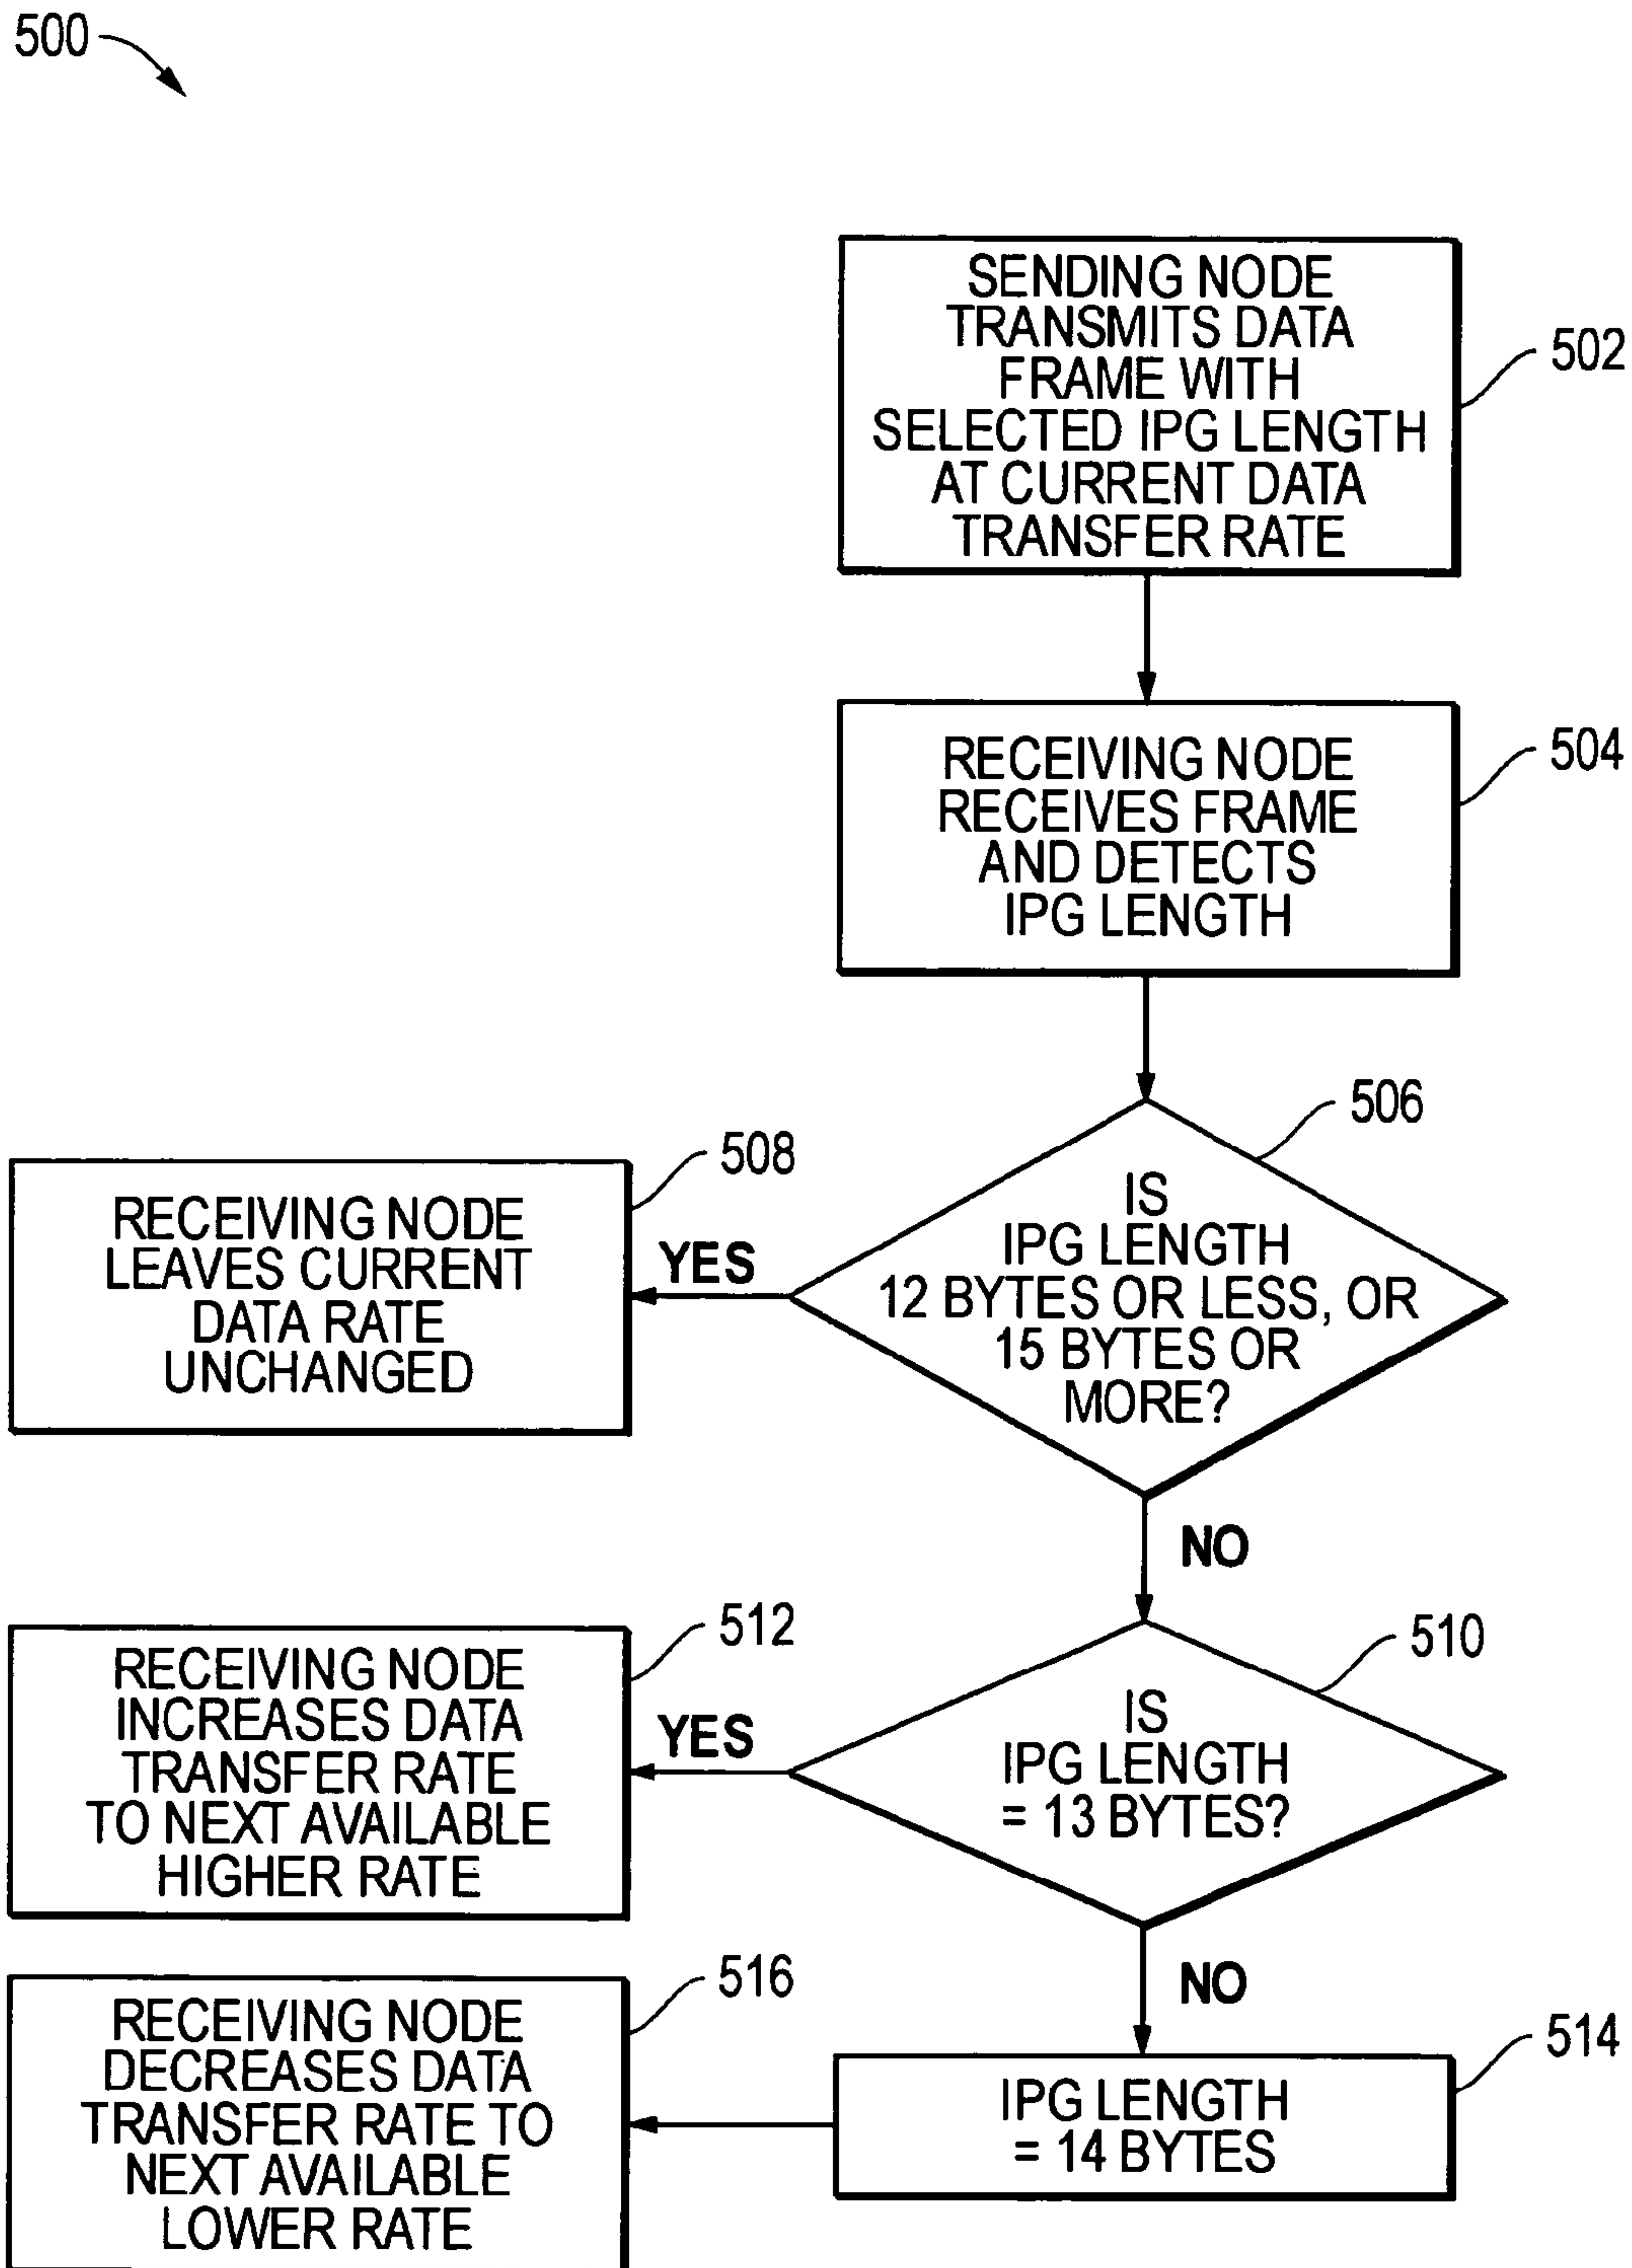 500
SENDING NODE
TRANSMITS DATA
FRAME WITH
SELECTED IPG LENGTH
AT CURRENT DATA
TRANSFER RATE
502
RECEIVING NODE
RECEIVES FRAME
AND DETECTS
IPG LENGTH
504
IS
IPG LENGTH
12 BYTES OR LESS, OR
15 BYTES OR
MORE?
506
YES
RECEIVING NODE
LEAVES CURRENT
DATA RATE
UNCHANGED
508
NO
IS
IPG LENGTH
= 13 BYTES?
510
YES
RECEIVING NODE
INCREASES DATA
TRANSFER RATE
TO NEXT AVAILABLE
HIGHER RATE
512
NO
IPG LENGTH
= 14 BYTES
514
RECEIVING NODE
DECREASES DATA
TRANSFER RATE TO
NEXT AVAILABLE
LOWER RATE
516